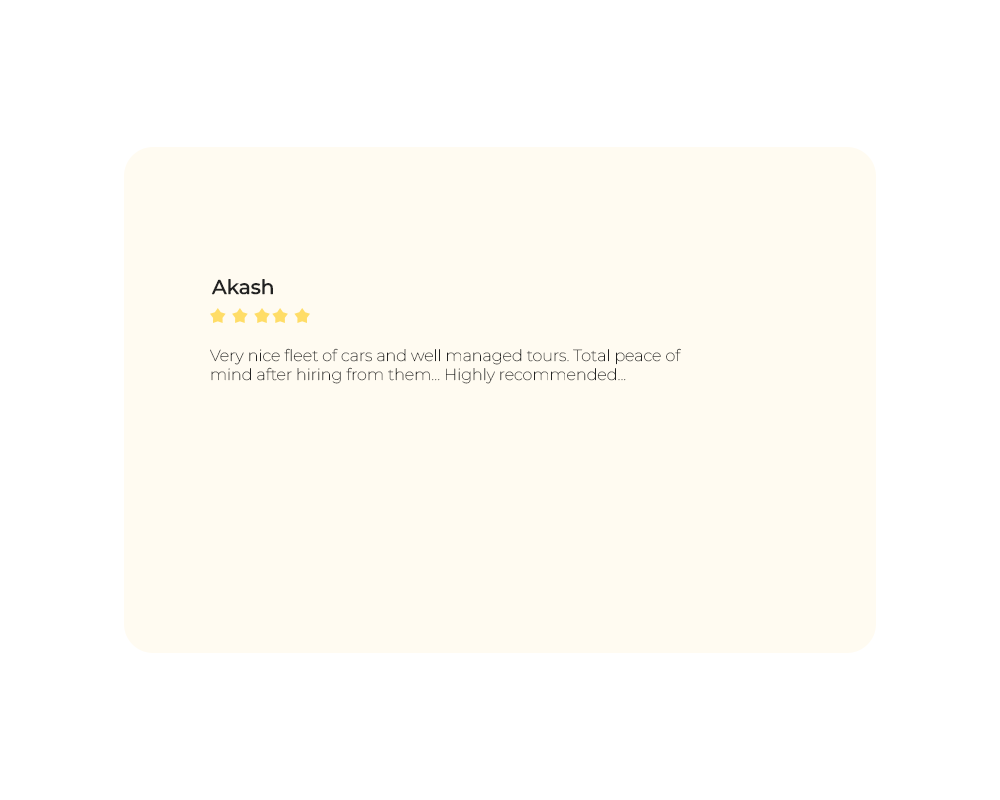 Akash
Very nice fleet of cars and well managed tours. Total peace of
mind after hiring from them... Highly recommended...